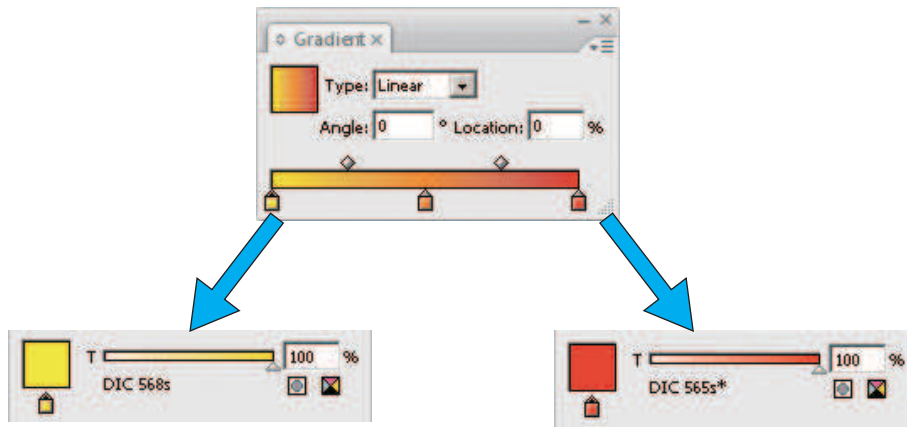 Gradient ×
Type: Linear
Angle: 0 ° Location: 0 %
T 100 %
DIC 568s
T 100 %
DIC 565s*